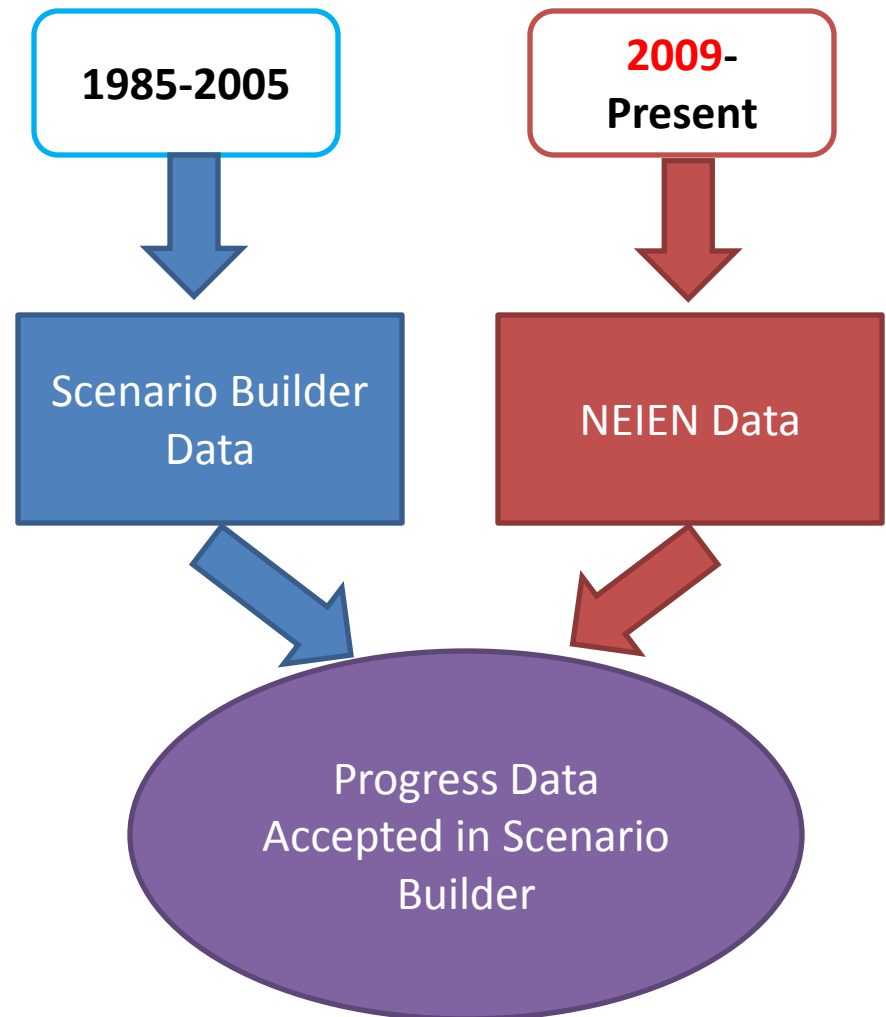 1985-2005
2009-
Present
Scenario Builder
Data
NEIEN Data
Progress Data
Accepted in Scenario
Builder